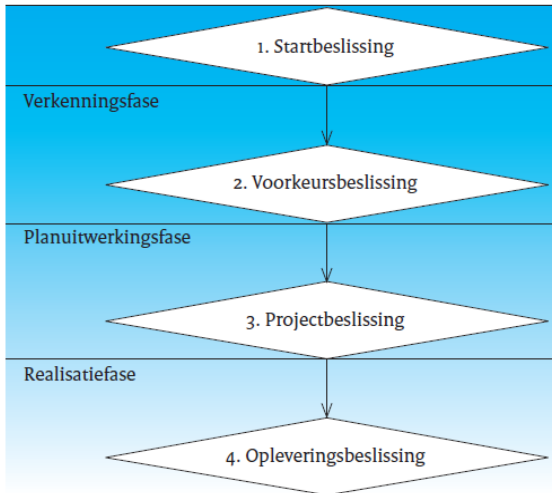 1. Startbeslissing
Verkenningsfase
2. Voorkeursbeslissing
Planuitwerkingsfase
3. Projectbeslissing
Realisatiefase
4. Opleveringsbeslissing